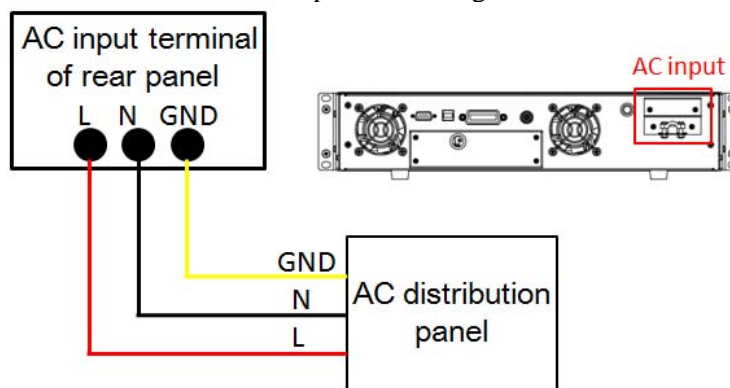 AC input terminal
of rear panel
L N GND
AC input
GND
N
L
AC distribution
panel